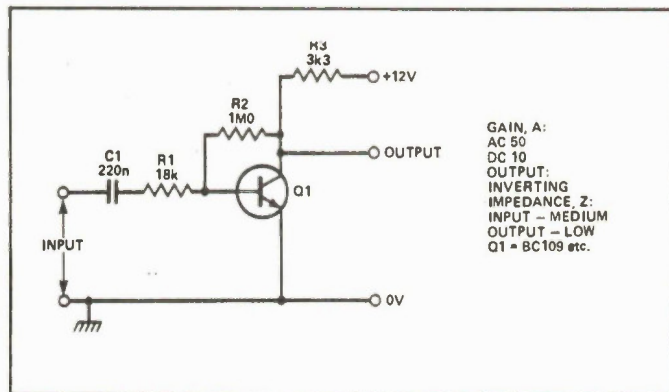 R3
3k3
+12V
R2
1M0
OUTPUT
C1
220n
R1
18k
Q1
INPUT
0V
GAIN, A:
AC 50
DC 10
OUTPUT:
INVERTING
IMPEDANCE, Z:
INPUT – MEDIUM
OUTPUT – LOW
Q1 = BC109 etc.